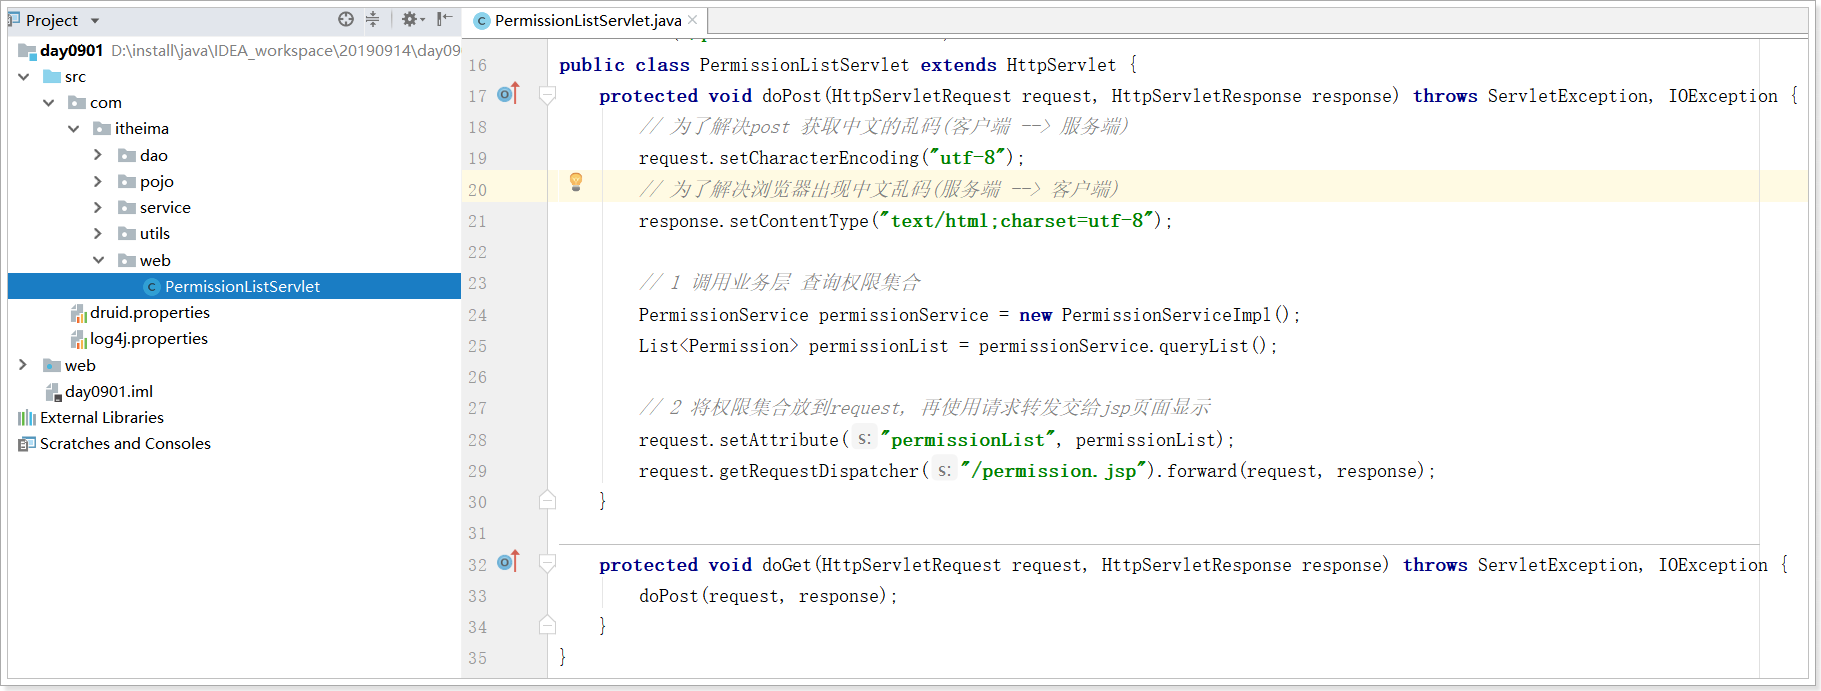 Project
day0901 D:\install\java\IDEA_workspace\20190914\day09
src
com
itheima
dao
pojo
service
utils
web
PermissionListServlet
druid.properties
log4j.properties
web
day0901.iml
External Libraries
Scratches and Consoles
PermissionListServlet.java
16 public class PermissionListServlet extends HttpServlet {
17 protected void doPost(HttpServletRequest request, HttpServletResponse response) throws ServletException, IOException {
18 // 为了解决post 获取中文的乱码(客户端 --> 服务端)
19 request.setCharacterEncoding("utf-8");
20 // 为了解决浏览器出现中文乱码(服务端 --> 客户端)
21 response.setContentType("text/html;charset=utf-8");
22
23 // 1 调用业务层 查询权限集合
24 PermissionService permissionService = new PermissionServiceImpl();
25 List<Permission> permissionList = permissionService.queryList();
26
27 // 2 将权限集合放到request, 再使用请求转发交给jsp页面显示
28 request.setAttribute( s: "permissionList", permissionList);
29 request.getRequestDispatcher( s: "/permission.jsp").forward(request, response);
30 }
31
32 protected void doGet(HttpServletRequest request, HttpServletResponse response) throws ServletException, IOException {
33 doPost(request, response);
34 }
35 }